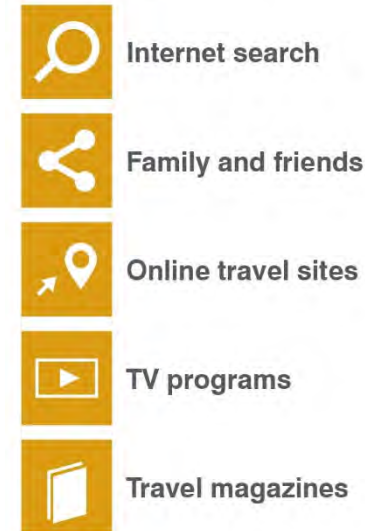 Internet search
Family and friends
Online travel sites
TV programs
Travel magazines